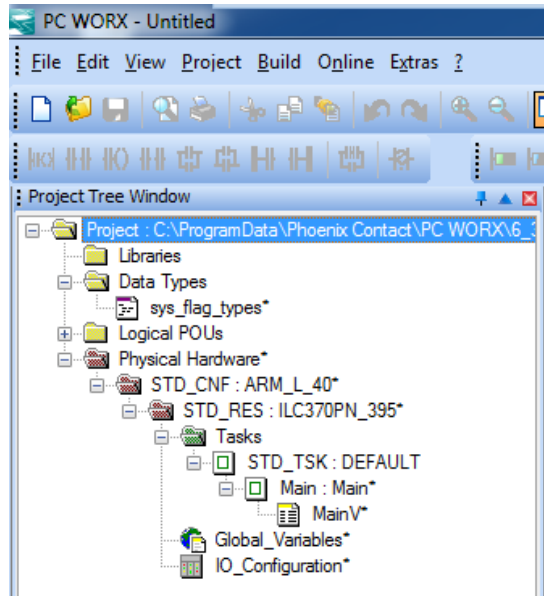 PC WORX - Untitled
File Edit View Project Build Online Extras ?
Project Tree Window
Project : C:\ProgramData\Phoenix Contact\PC WORX\6_3
Libraries
Data Types
sys_flag_types*
Logical POUs
Physical Hardware*
STD_CNF : ARM_L_40*
STD_RES : ILC370PN_395*
Tasks
STD_TSK : DEFAULT
Main : Main*
MainV*
Global_Variables*
IO_Configuration*